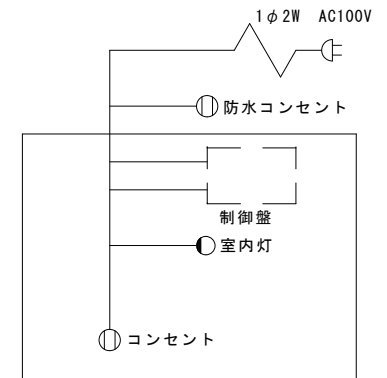 1φ2W AC100V
防水コンセント
制御盤
室内灯
コンセント